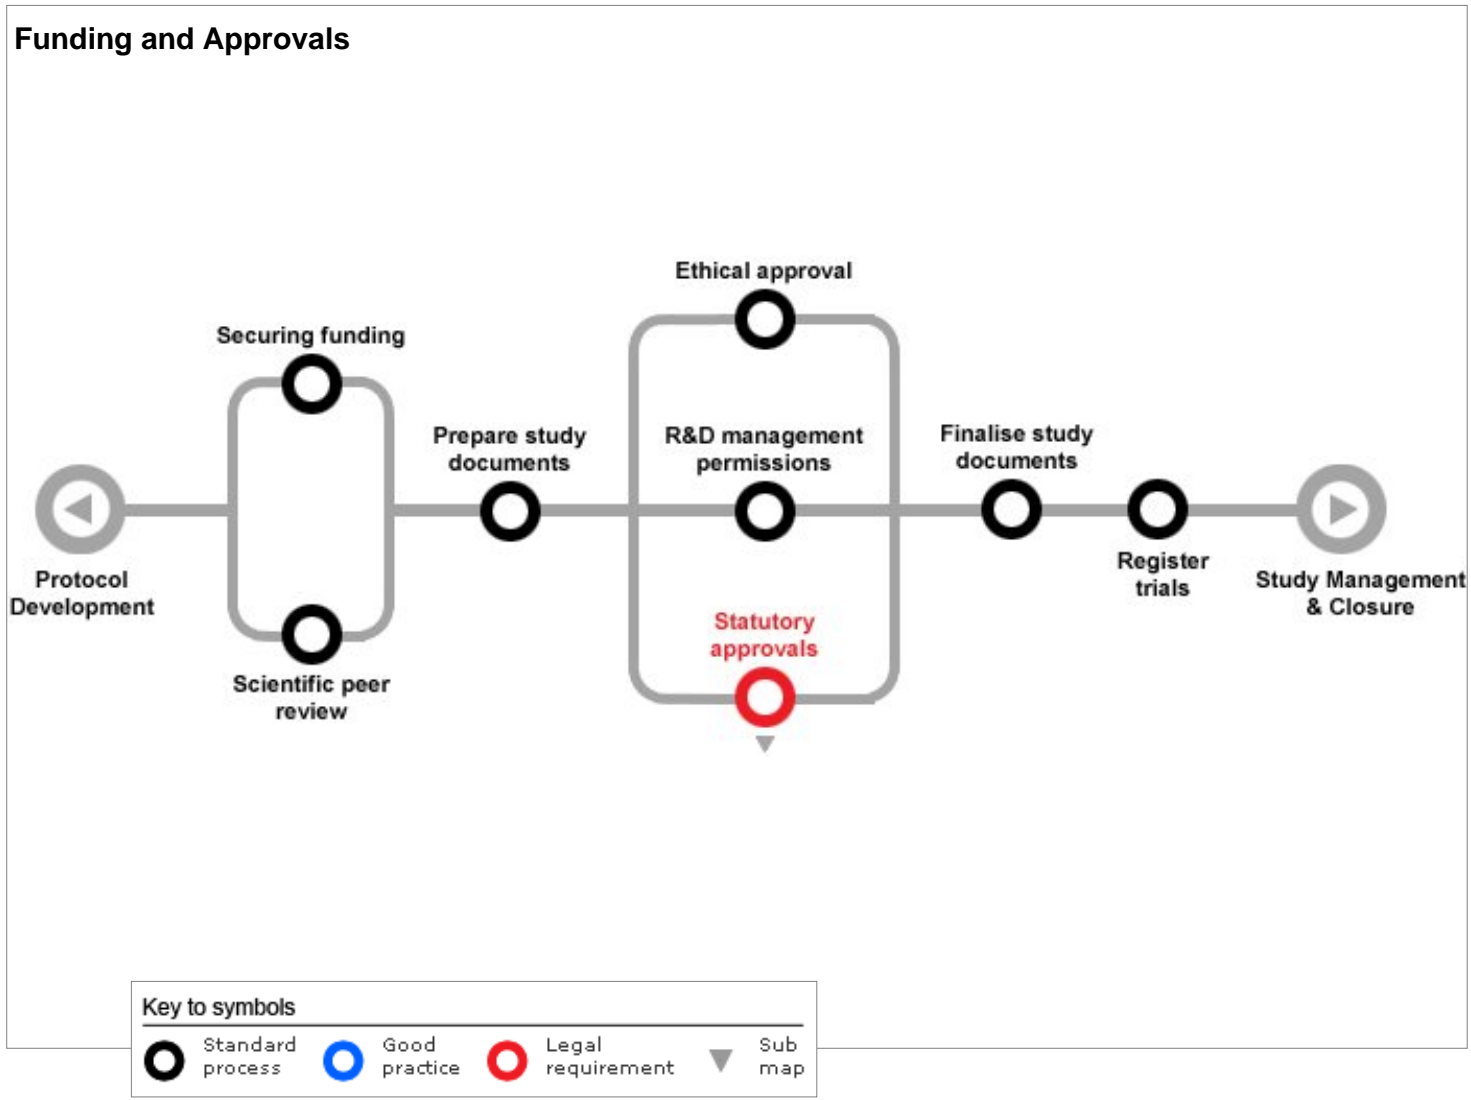 Funding and Approvals
Ethical approval
Securing funding
Prepare study
documents
R&D management
permissions
Finalise study
documents
Protocol
Development
Register
trials
Study Management
& Closure
Statutory
approvals
Scientific peer
review
Key to symbols
Standard
process
Good
practice
Legal
requirement
Sub
map